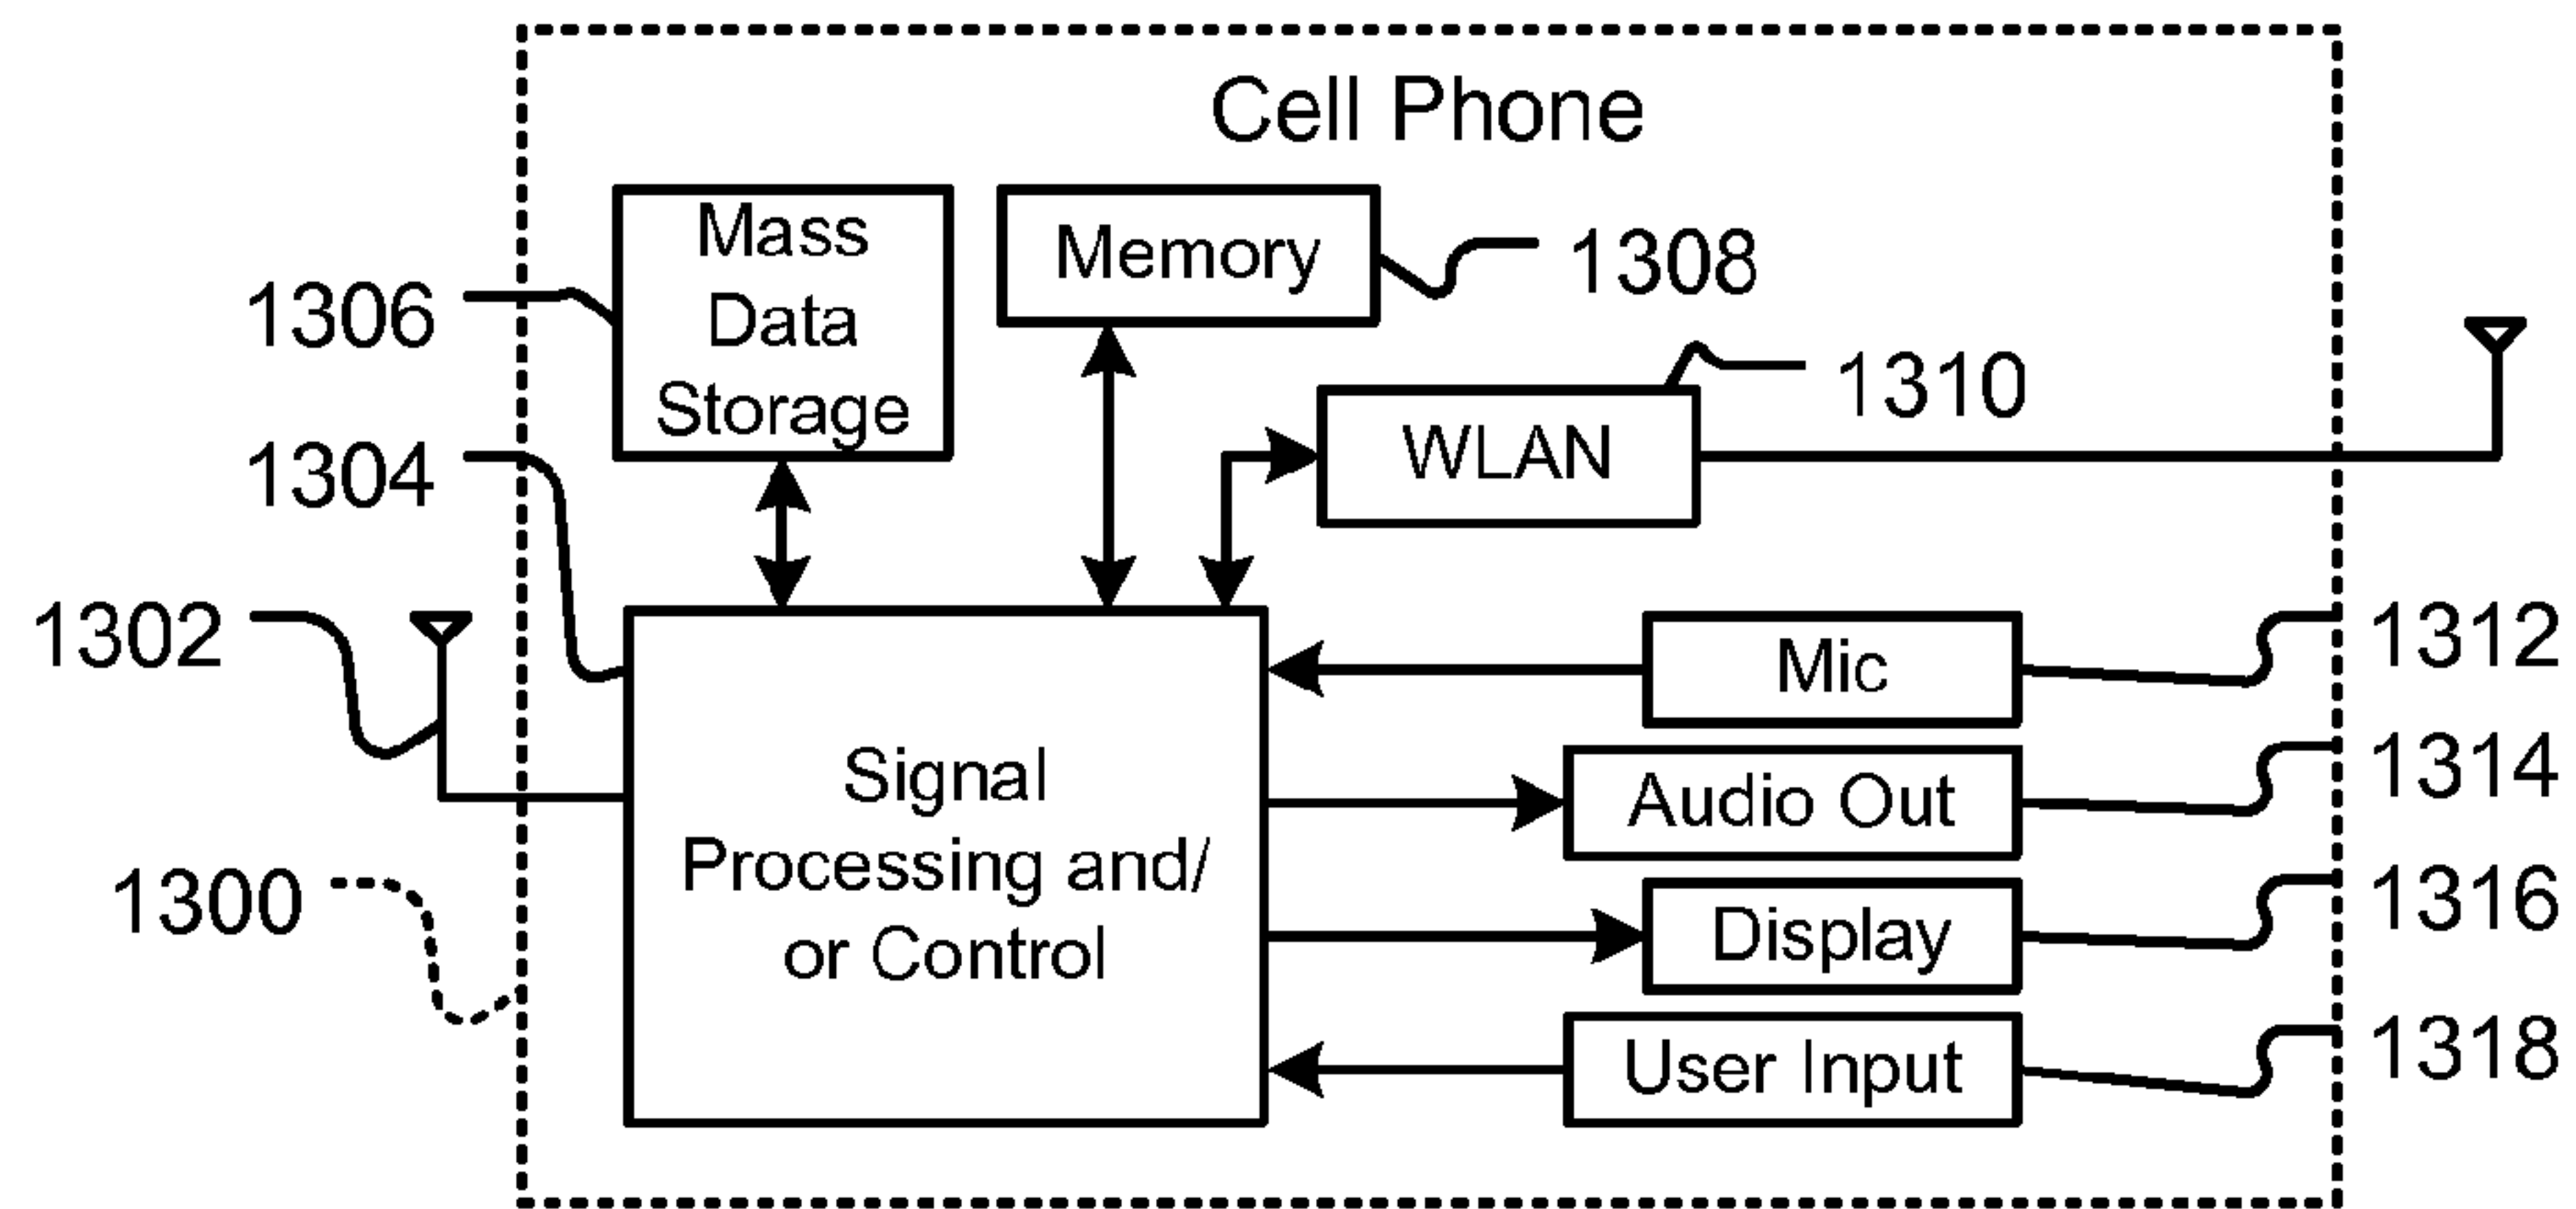 Cell Phone
Mass
Data
Storage
Memory
1308
1306
1310
WLAN
1304
1302
Mic
1312
Signal
Processing and/
or Control
Audio Out
1314
1300
Display
1316
User Input
1318